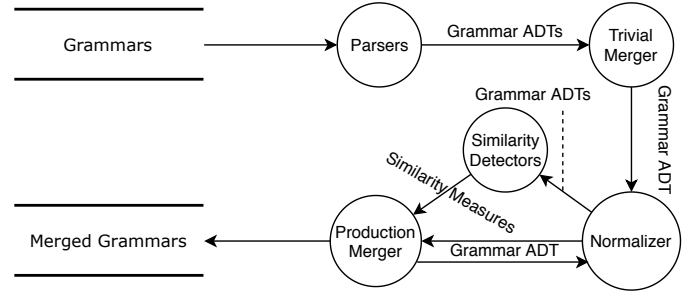 Grammars
Parsers
Grammar ADTs
Trivial
Merger
Grammar ADTs
Grammar ADT
Similarity
Detectors
Similarity Measures
Merged Grammars
Production
Merger
Grammar ADT
Normalizer